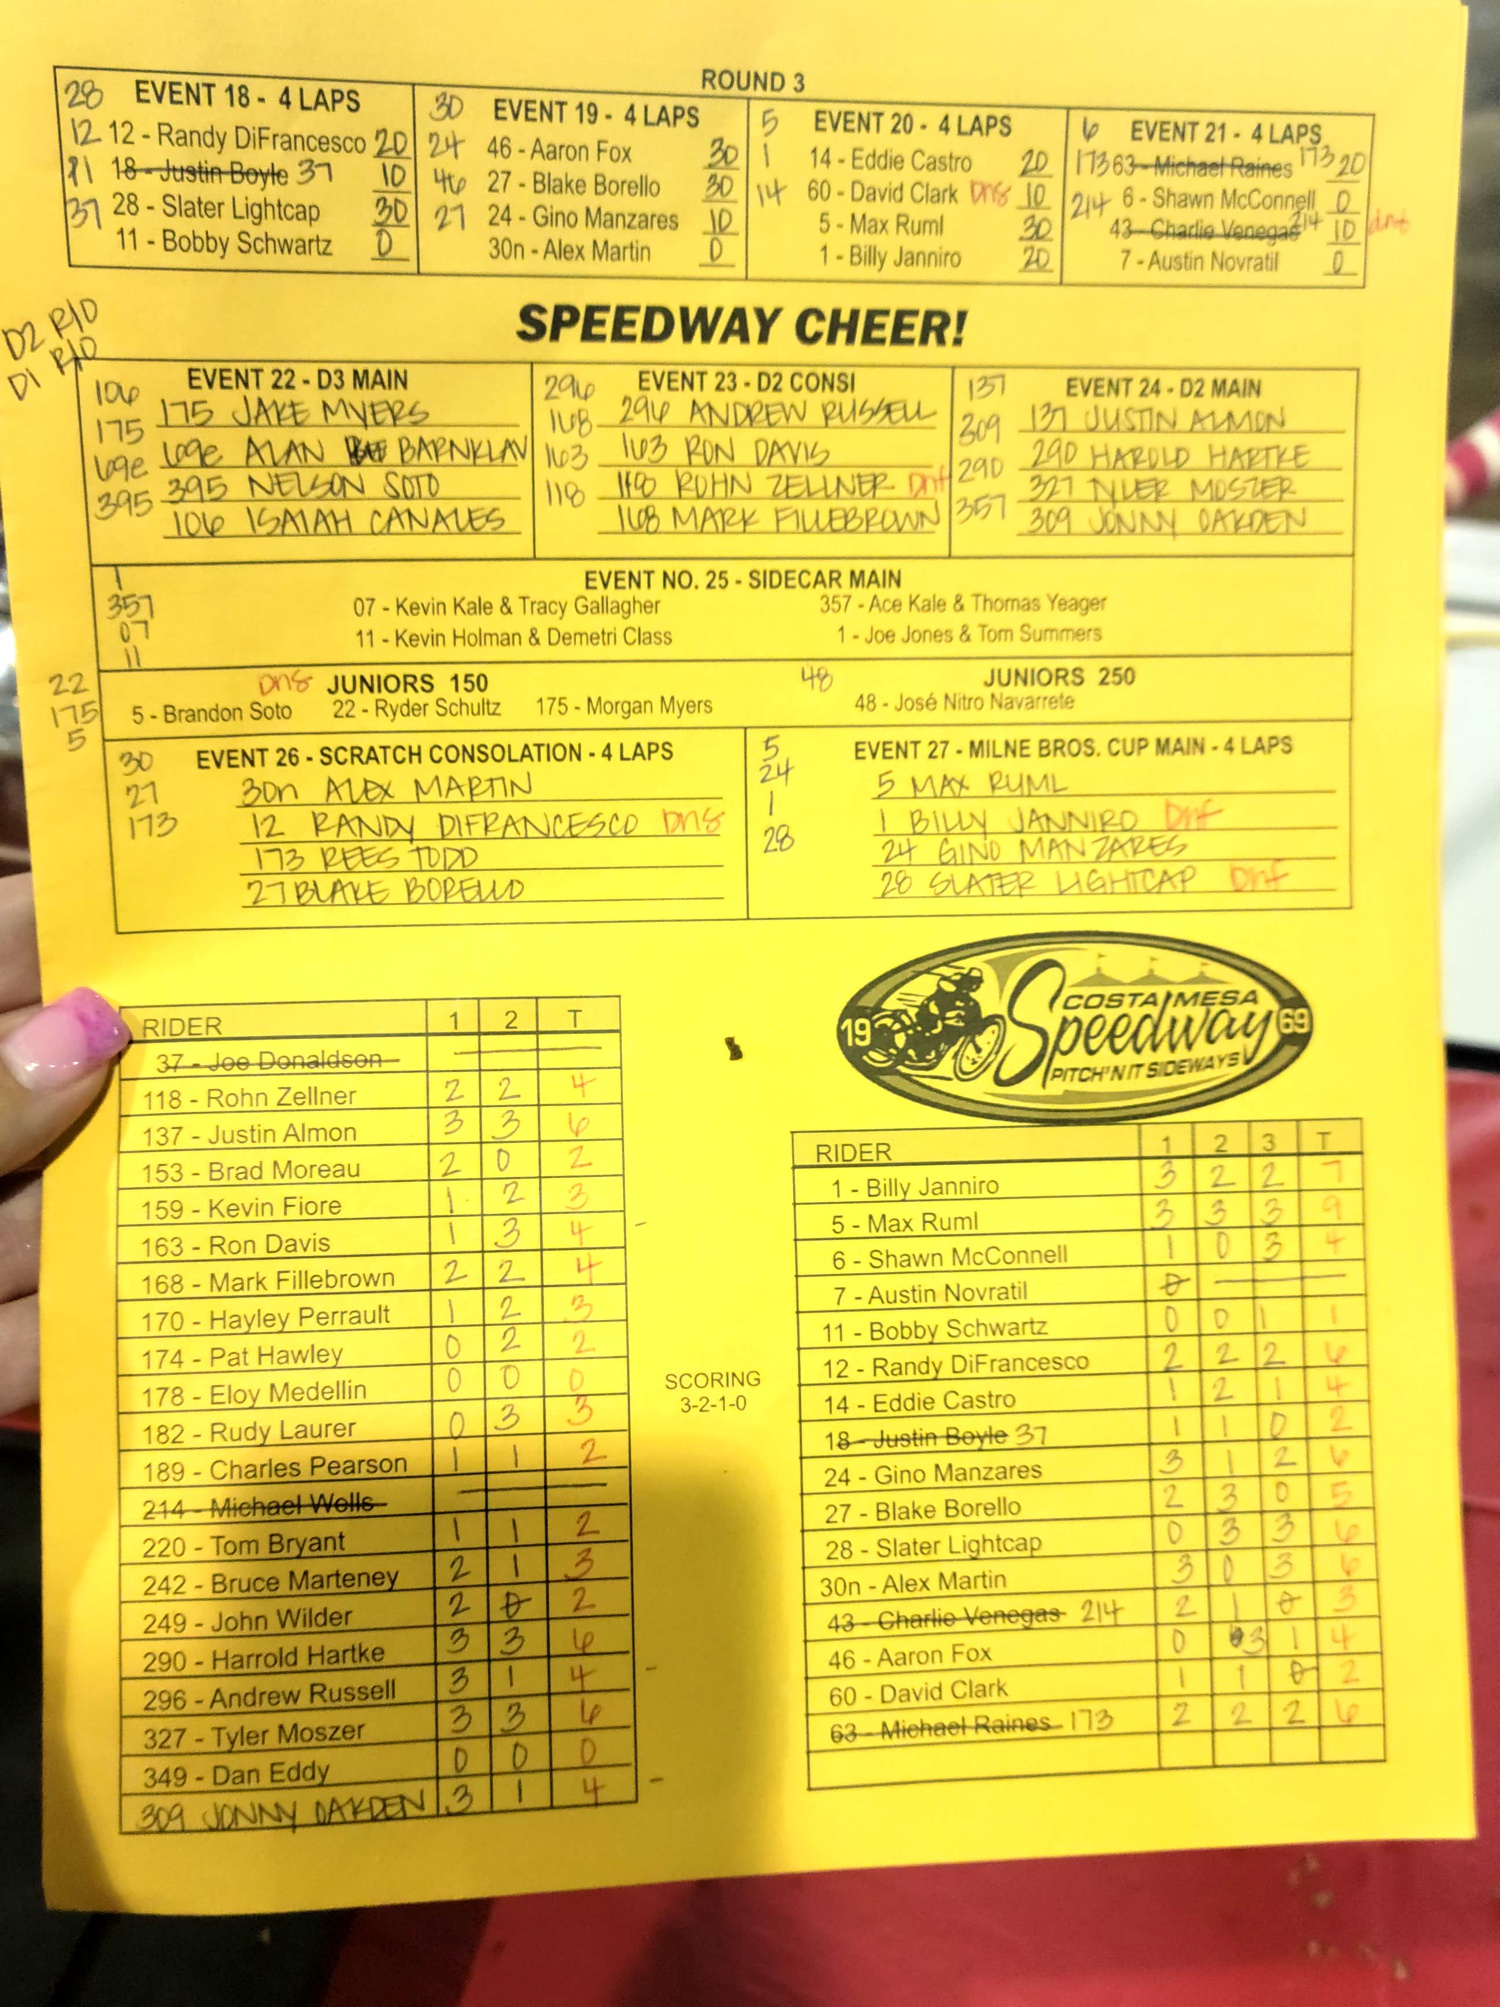 ROUND 3
28 EVENT 18 - 4 LAPS
12 12 - Randy DiFrancesco 20
11 18 - Justin Boyle 37 10
37 28 - Slater Lightcap 30
11 - Bobby Schwartz 0
30 EVENT 19 - 4 LAPS
24 46 - Aaron Fox 30
46 27 - Blake Borello 30
27 24 - Gino Manzares 10
30n - Alex Martin 0
5 EVENT 20 - 4 LAPS
1 14 - Eddie Castro 20
14 60 - David Clark Dns 10
5 - Max Ruml 30
1 - Billy Janniro 20
6 EVENT 21 - 4 LAPS
173 63 - Michael Raines 173 20
214 6 - Shawn McConnell 0
43 - Charlie Venegas 214 10 dnf
7 - Austin Novratil 0
SPEEDWAY CHEER!
D2 R/O
D1 R/O
106 EVENT 22 - D3 MAIN
175 175 JAKE MYERS
69e 69e ALAN BARNKLAV
395 395 NELSON SOTO
106 ISAIAH CANALES
296 EVENT 23 - D2 CONSI
168 296 ANDREW RUSSELL
163 163 RON DAVIS
118 118 ROHN ZELLNER Dnf
168 MARK FILLEBROWN
137 EVENT 24 - D2 MAIN
309 137 JUSTIN ALMON
290 290 HAROLD HARTKE
357 327 TYLER MOSZER
309 JONNY OAKDEN
1 EVENT NO. 25 - SIDECAR MAIN
357 07 - Kevin Kale & Tracy Gallagher 357 - Ace Kale & Thomas Yeager
07 11 - Kevin Holman & Demetri Class 1 - Joe Jones & Tom Summers
11
22 Dns JUNIORS 150
175 5 - Brandon Soto 22 - Ryder Schultz 175 - Morgan Myers
5
48 JUNIORS 250
48 - José Nitro Navarrete
30 EVENT 26 - SCRATCH CONSOLATION - 4 LAPS
27 30n ALEX MARTIN
173 12 RANDY DIFRANCESCO Dns
173 REES TODD
27 BLAKE BORELLO
5 EVENT 27 - MILNE BROS. CUP MAIN - 4 LAPS
24 5 MAX RUML
1 1 BILLY JANNIRO Dnf
28 24 GINO MANZARES
28 SLATER LIGHTCAP Dnf
RIDER 1 2 T
37 - Joe Donaldson
118 - Rohn Zellner 2 2 4
137 - Justin Almon 3 3 6
153 - Brad Moreau 2 0 2
159 - Kevin Fiore 1 2 3
163 - Ron Davis 1 3 4 -
168 - Mark Fillebrown 2 2 4
170 - Hayley Perrault 1 2 3
174 - Pat Hawley 0 2 2
178 - Eloy Medellin 0 0 0
182 - Rudy Laurer 0 3 3
189 - Charles Pearson 1 1 2
214 - Michael Wells
220 - Tom Bryant 1 1 2
242 - Bruce Marteney 2 1 3
249 - John Wilder 2 0 2
290 - Harrold Hartke 3 3 6
296 - Andrew Russell 3 1 4 -
327 - Tyler Moszer 3 3 6
349 - Dan Eddy 0 0 0
309 JONNY OAKDEN 3 1 4 -
SCORING
3-2-1-0
19 COSTA MESA 69
Speedway
PITCH'N IT SIDEWAYS
RIDER 1 2 3 T
1 - Billy Janniro 3 2 2 7
5 - Max Ruml 3 3 3 9
6 - Shawn McConnell 1 0 3 4
7 - Austin Novratil 0
11 - Bobby Schwartz 0 0 1 1
12 - Randy DiFrancesco 2 2 2 6
14 - Eddie Castro 1 2 1 4
18 - Justin Boyle 37 1 1 0 2
24 - Gino Manzares 3 1 2 6
27 - Blake Borello 2 3 0 5
28 - Slater Lightcap 0 3 3 6
30n - Alex Martin 3 0 3 6
43 - Charlie Venegas 214 2 1 0 3
46 - Aaron Fox 0 3 1 4
60 - David Clark 1 1 0 2
63 - Michael Raines 173 2 2 2 6